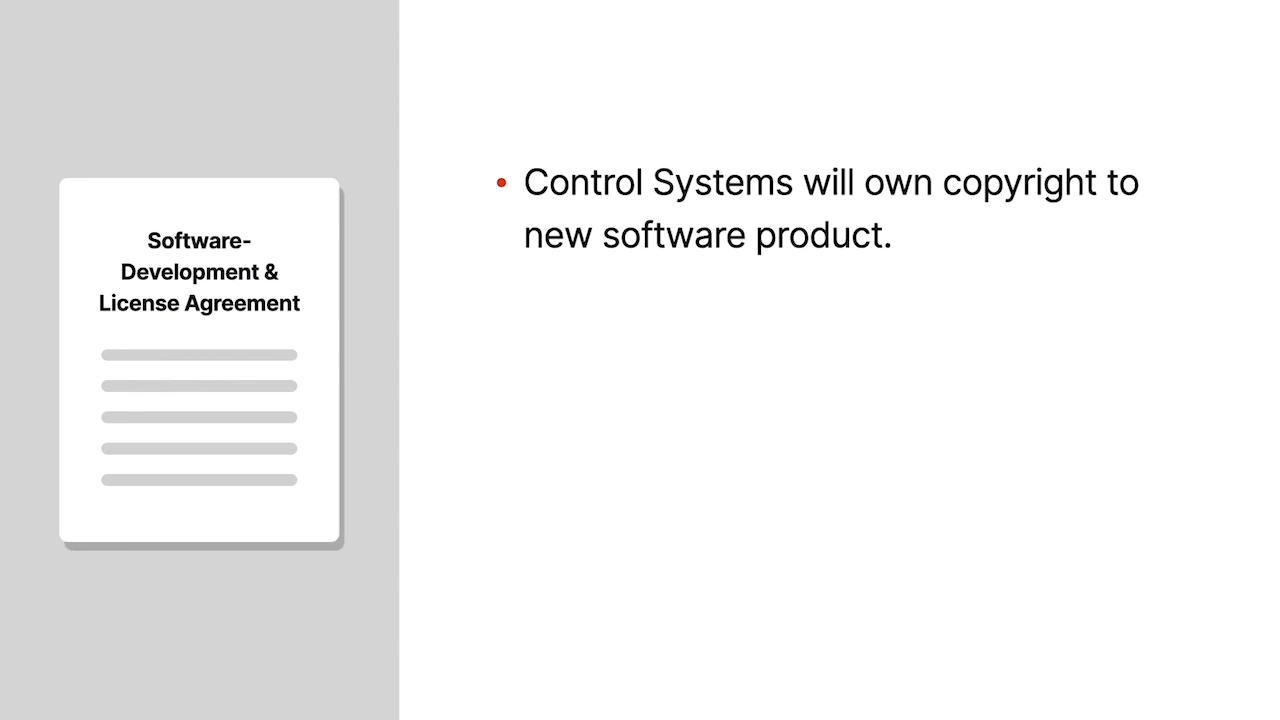 Software-
Development &
License Agreement
• Control Systems will own copyright to
new software product.